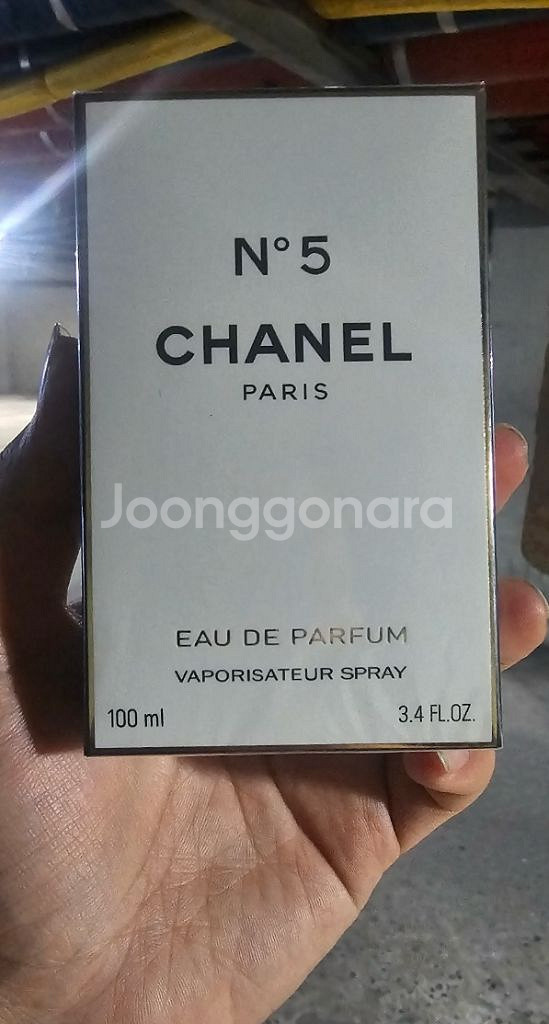 N°5
CHANEL
PARIS
Joonggonara
EAU DE PARFUM
VAPORISATEUR SPRAY
100 ml 3.4 FL.OZ.